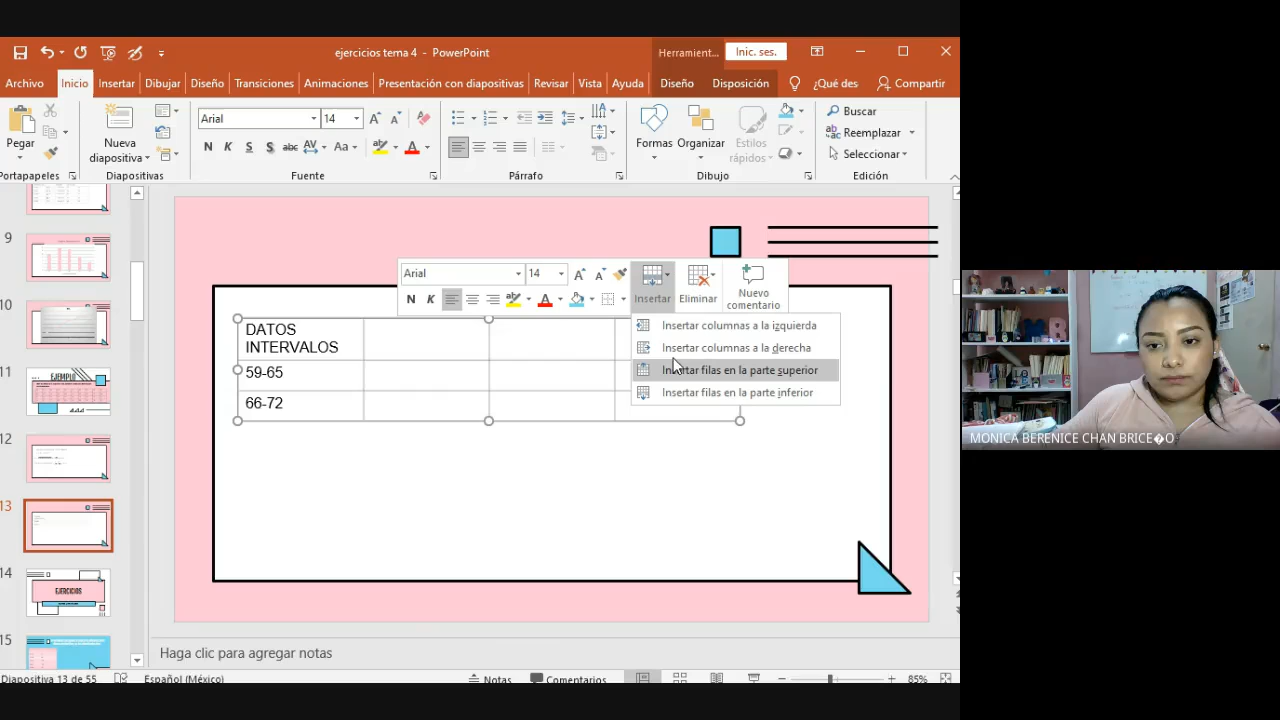 ejercicios tema 4 - PowerPoint
Herramient...
Inic. ses.
Archivo Inicio Insertar Dibujar Diseño Transiciones Animaciones Presentación con diapositivas Revisar Vista Ayuda Diseño Disposición ¿Qué des Compartir
Pegar
Nueva
diapositiva
Arial 14
N K S S abc AV Aa A
Formas Organizar Estilos
rápidos
Buscar
Reemplazar
Seleccionar
Portapapeles Diapositivas Fuente Párrafo Dibujo Edición
9
10
11
EJEMPLO
12
13
14
EJERCICIOS
15
Arial 14
N K A
Insertar Eliminar Nuevo
comentario
Insertar columnas a la izquierda
Insertar columnas a la derecha
Insertar filas en la parte superior
Insertar filas en la parte inferior
DATOS
INTERVALOS
59-65
66-72
Haga clic para agregar notas
Diapositiva 13 de 55 Español (México) Notas Comentarios 85%
MONICA BERENICE CHAN BRICE�O